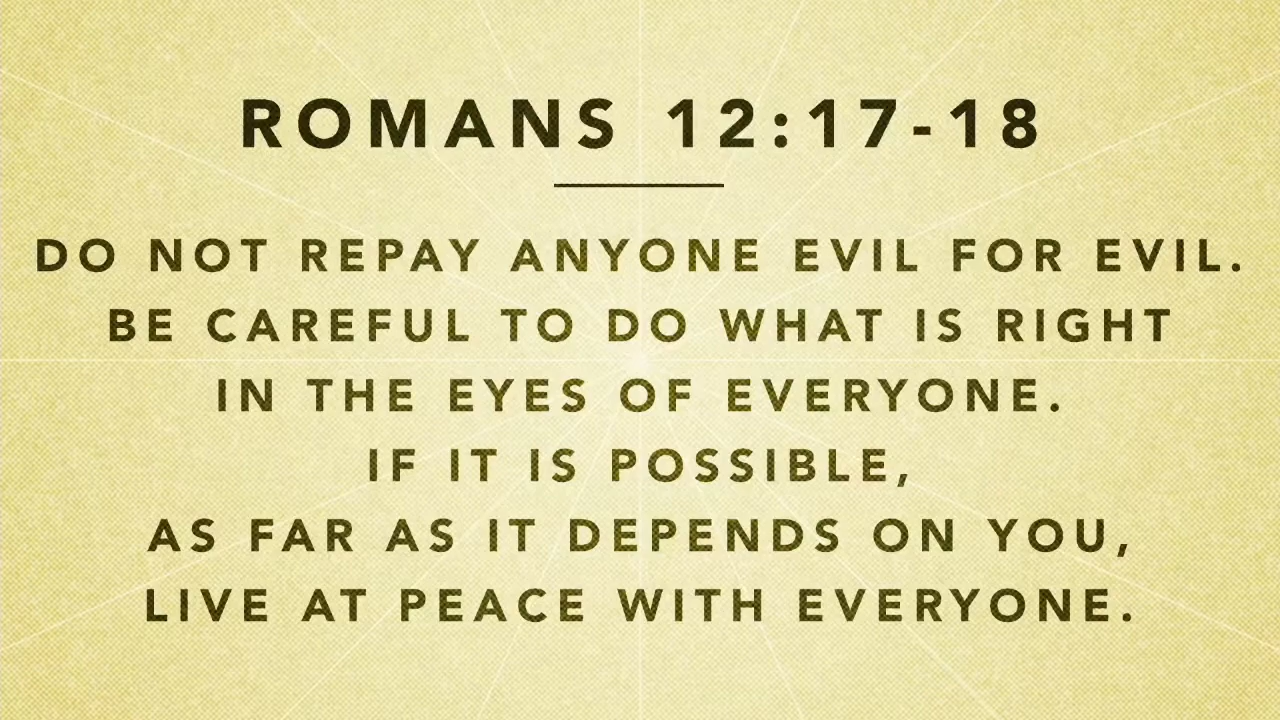 ROMANS 12:17-18
DO NOT REPAY ANYONE EVIL FOR EVIL.
BE CAREFUL TO DO WHAT IS RIGHT
IN THE EYES OF EVERYONE.
IF IT IS POSSIBLE,
AS FAR AS IT DEPENDS ON YOU,
LIVE AT PEACE WITH EVERYONE.